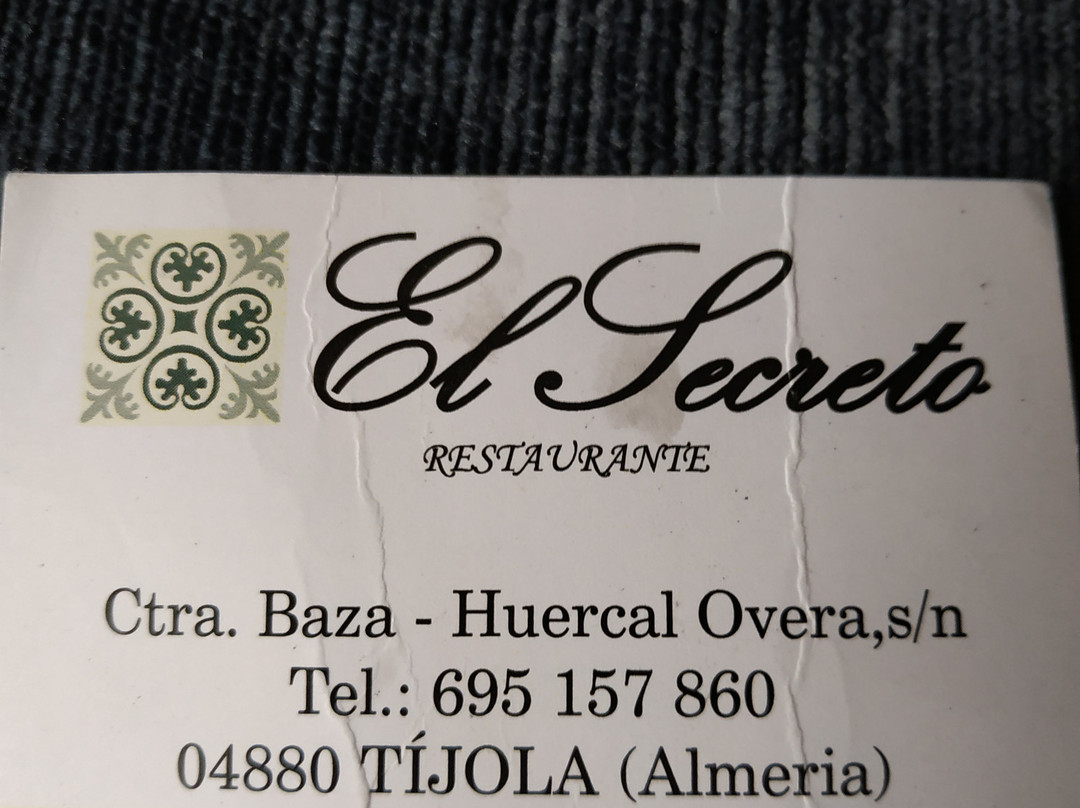 El Secreto
RESTAURANTE
Ctra. Baza - Huercal Overa,s/n
Tel.: 695 157 860
04880 TÍJOLA (Almeria)